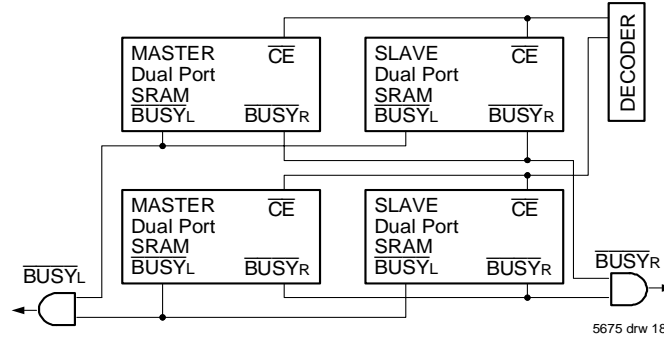 MASTER
Dual Port
SRAM
BUSYL
CE
BUSYR
SLAVE
Dual Port
SRAM
BUSYL
CE
BUSYR
DECODER
MASTER
Dual Port
SRAM
BUSYL
CE
BUSYR
SLAVE
Dual Port
SRAM
BUSYL
CE
BUSYR
BUSYL
BUSYR
5675 drw 18